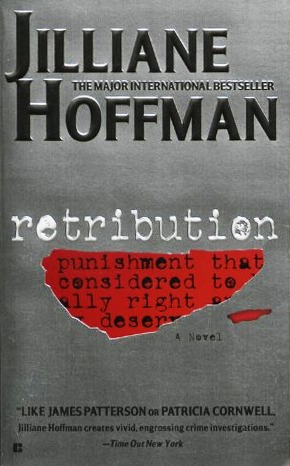 JILLIANE
THE MAJOR INTERNATIONAL BESTSELLER
HOFFMAN
retribution
punishment that
considered to
ally right a
deser
A Novel
"LIKE JAMES PATTERSON OR PATRICIA CORNWELL,
Jilliane Hoffman creates vivid, engrossing crime investigations."
—Time Out New York